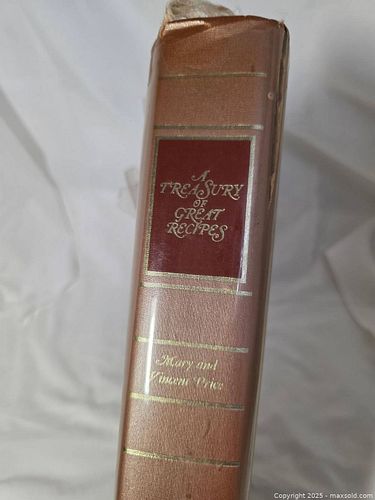 A
TREASURY
OF
GREAT
RECIPES
Mary and
Vincent Price
Copyright 2025 - maxsold.com